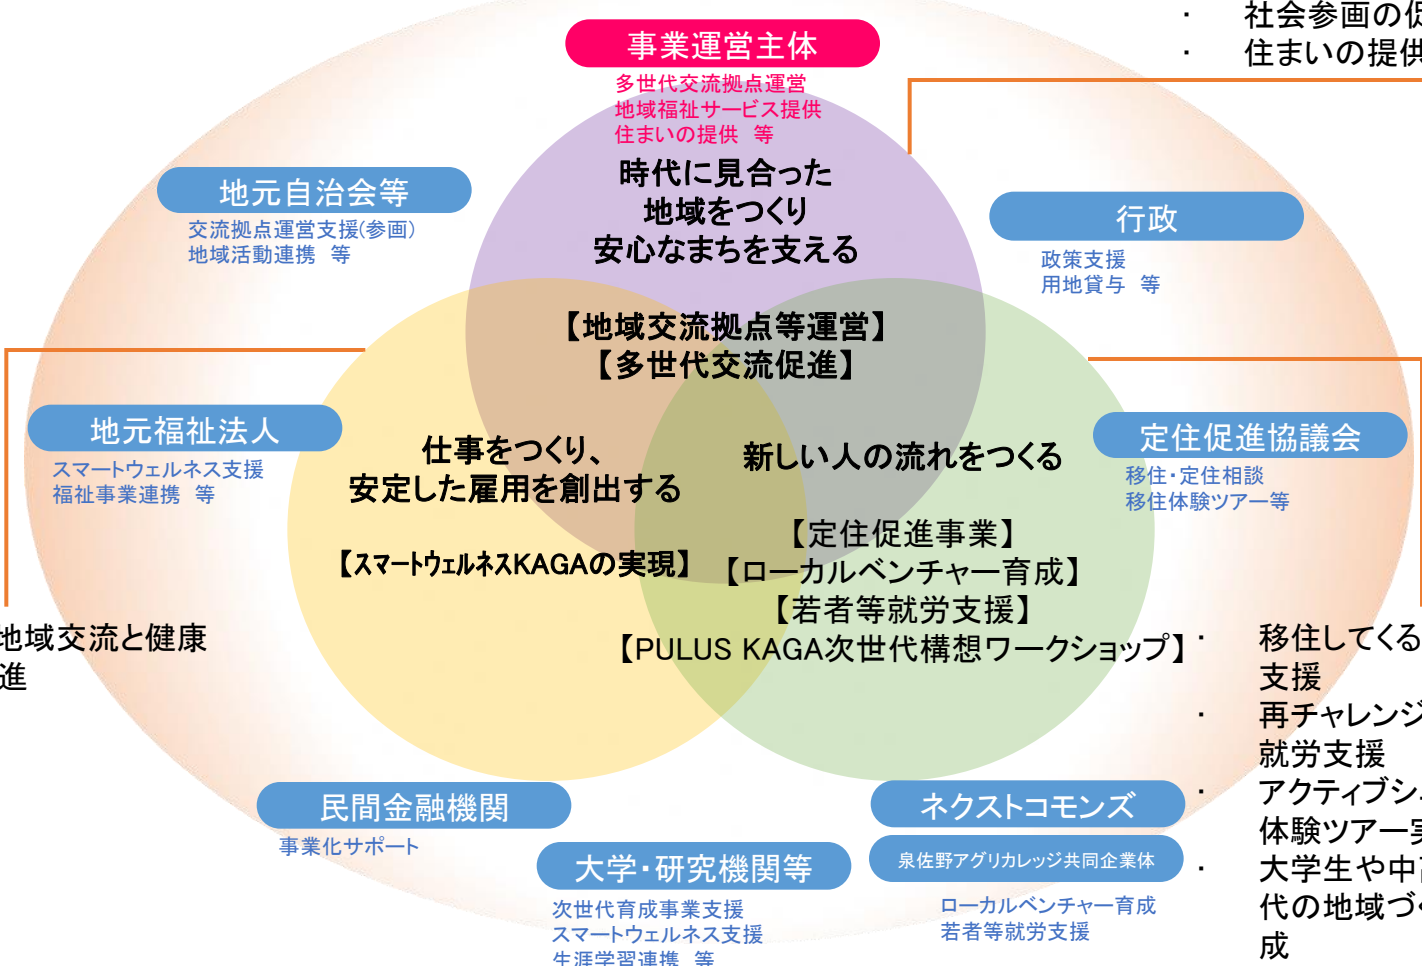 ・ 社会参画の促
・ 住まいの提供
事業運営主体
多世代交流拠点運営
地域福祉サービス提供
住まいの提供 等
時代に見合った
地域をつくり
安心なまちを支える
地元自治会等
交流拠点運営支援(参画)
地域活動連携 等
行政
政策支援
用地貸与 等
【地域交流拠点等運営】
【多世代交流促進】
地元福祉法人
スマートウェルネス支援
福祉事業連携 等
仕事をつくり、
安定した雇用を創出する
【スマートウェルネスKAGAの実現】
新しい人の流れをつくる
【定住促進事業】
【ローカルベンチャー育成】
【若者等就労支援】
【PULUS KAGA次世代構想ワークショップ】
定住促進協議会
移住・定住相談
移住体験ツアー等
地域交流と健康
進
・ 移住してくる
支援
・ 再チャレンジ
就労支援
・ アクティブシ
体験ツアー実
・ 大学生や中高
代の地域づく
成
民間金融機関
事業化サポート
大学・研究機関等
次世代育成事業支援
スマートウェルネス支援
生涯学習連携 等
ネクストコモンズ
泉佐野アグリカレッジ共同企業体
ローカルベンチャー育成
若者等就労支援